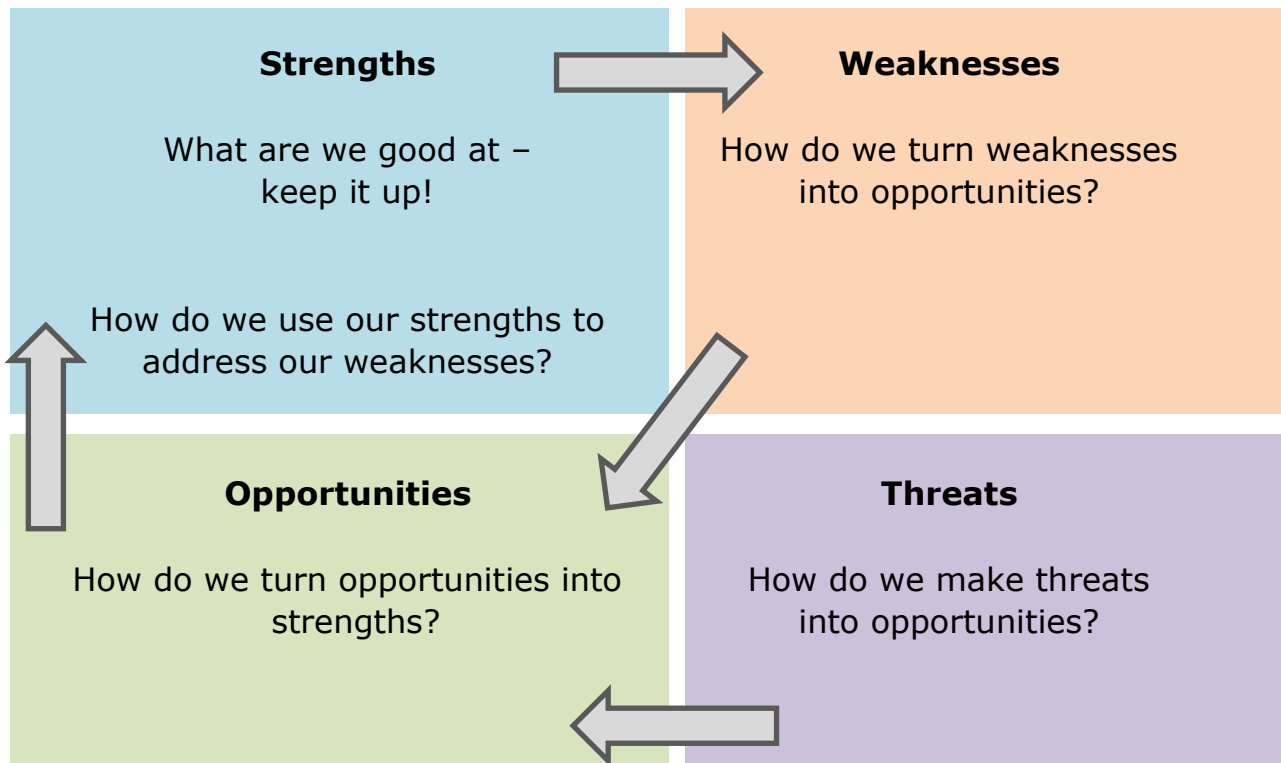 Strengths
What are we good at –
keep it up!
How do we use our strengths to
address our weaknesses?
Weaknesses
How do we turn weaknesses
into opportunities?
Opportunities
How do we turn opportunities into
strengths?
Threats
How do we make threats
into opportunities?